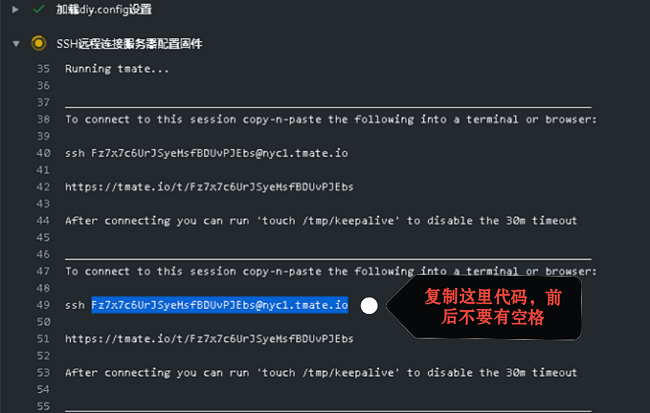 加载diy.config设置
SSH远程连接服务器配置固件
35 Running tmate...
36
37
38 To connect to this session copy-n-paste the following into a terminal or browser:
39
40 ssh Fz7x7c6UrJSyeMsfBDUvPJEbs@nyc1.tmate.io
41
42 https://tmate.io/t/Fz7x7c6UrJSyeMsfBDUvPJEbs
43
44 After connecting you can run 'touch /tmp/keepalive' to disable the 30m timeout
45
46
47 To connect to this session copy-n-paste the following into a terminal or browser:
48
49 ssh Fz7x7c6UrJSyeMsfBDUvPJEbs@nyc1.tmate.io
复制这里代码，前
后不要有空格
50
51 https://tmate.io/t/Fz7x7c6UrJSyeMsfBDUvPJEbs
52
53 After connecting you can run 'touch /tmp/keepalive' to disable the 30m timeout
54
55